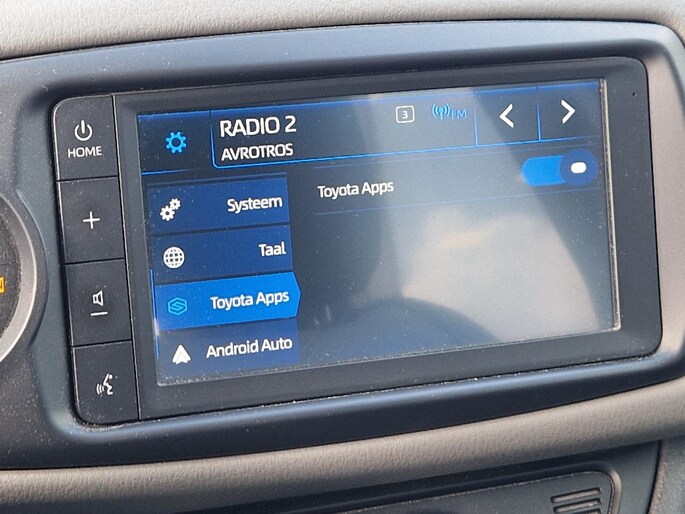 HOME
RADIO 2
AVROTROS
3
FM
Systeem
Taal
Toyota Apps
Android Auto
Toyota Apps